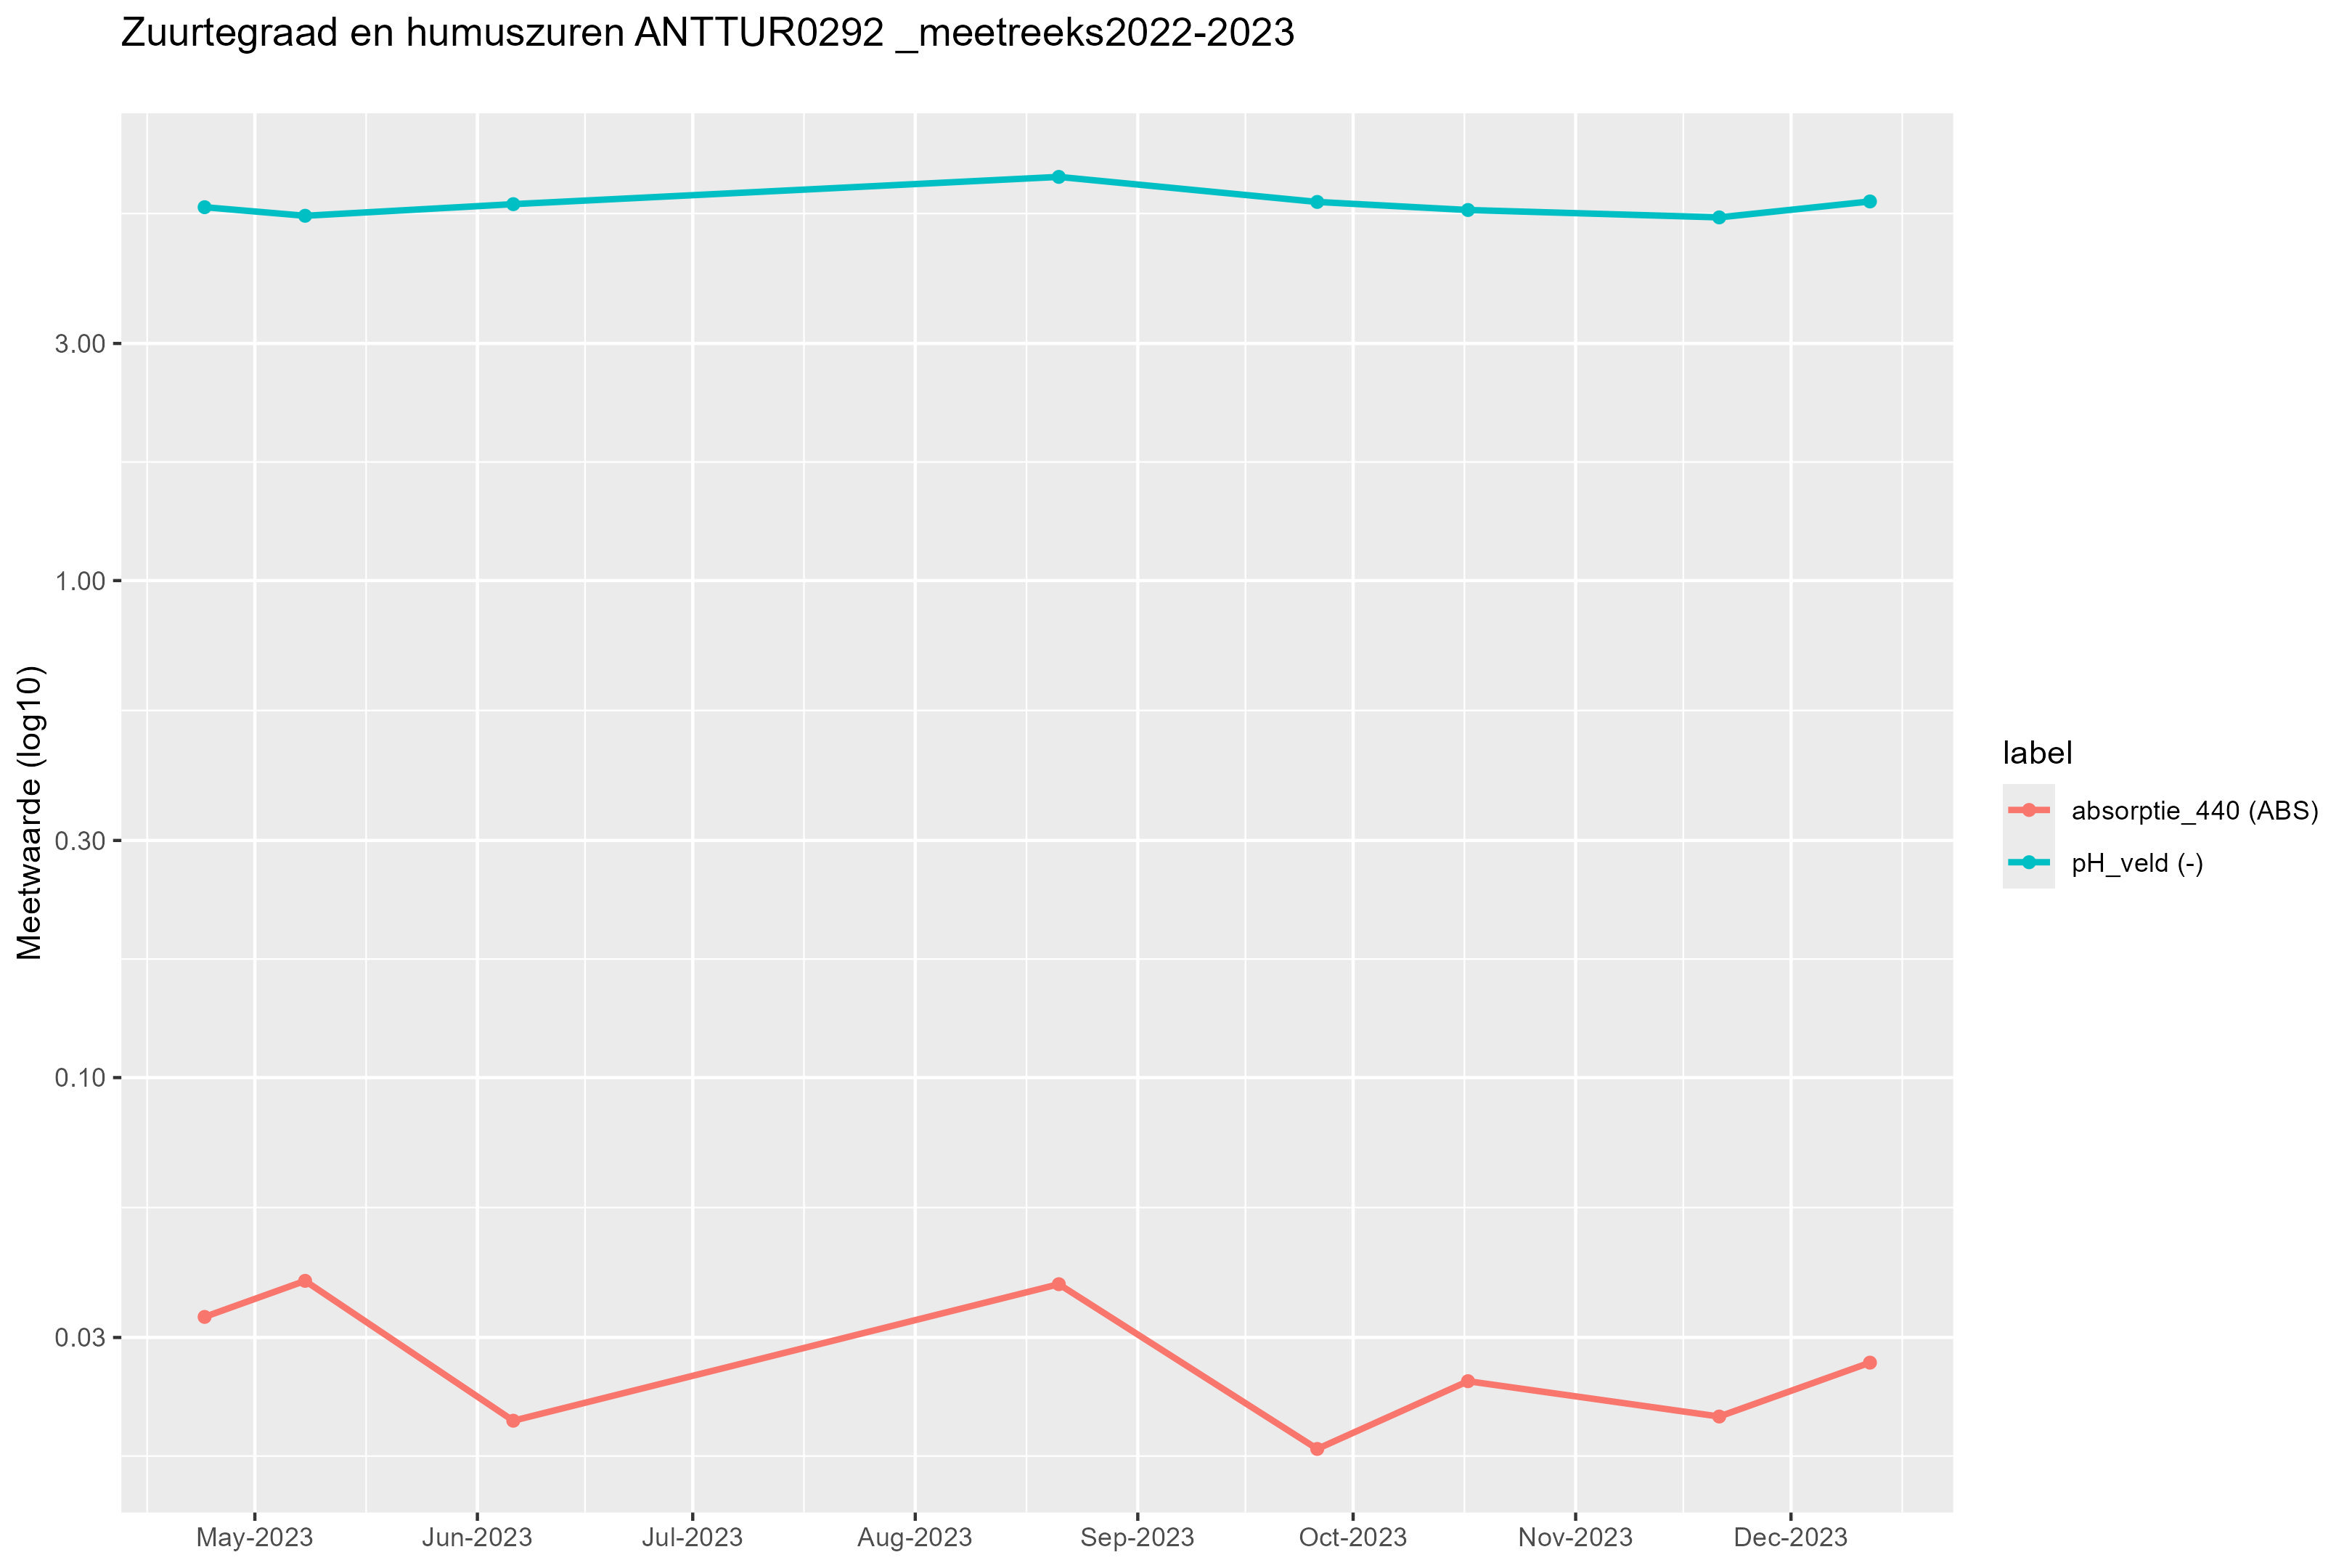 Zuurtegraad en humuszuren ANTTUR0292 _meetreeks2022-2023
Meetwaarde (log10)
3.00
1.00
0.30
0.10
0.03
May-2023 Jun-2023 Jul-2023 Aug-2023 Sep-2023 Oct-2023 Nov-2023 Dec-2023
label
absorptie_440 (ABS)
pH_veld (-)